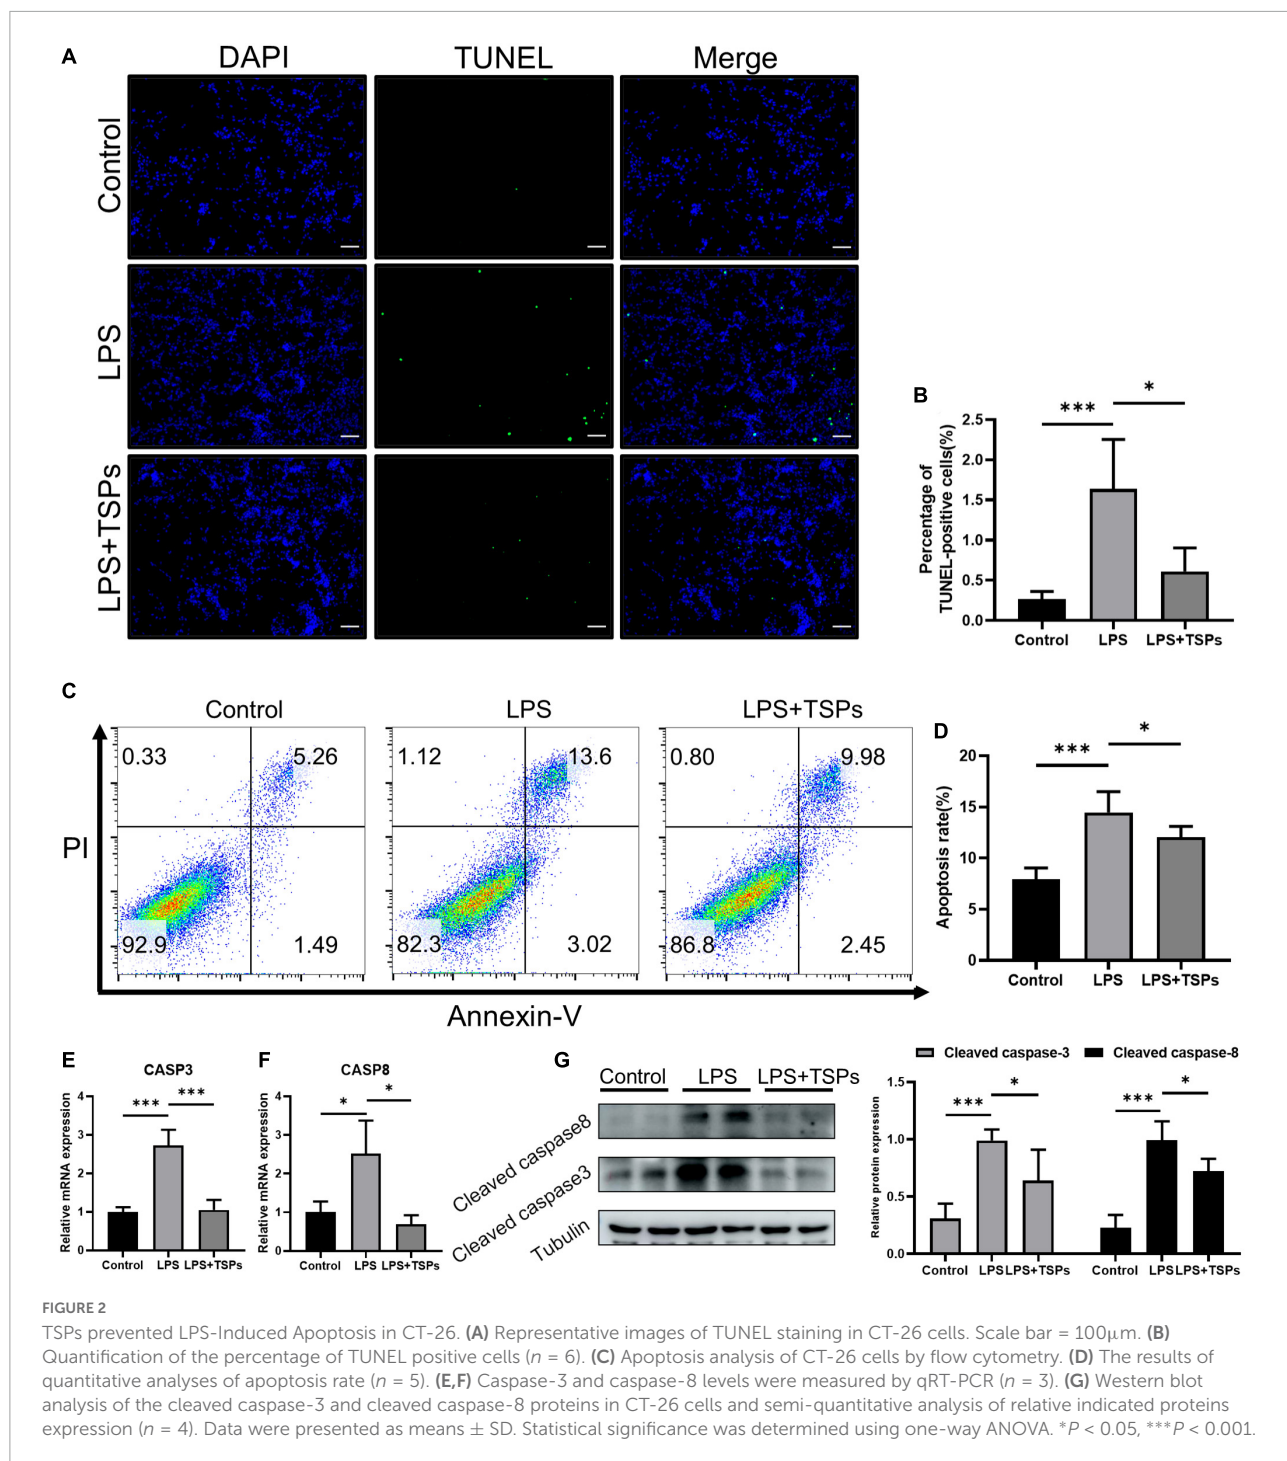 A
DAPI TUNEL Merge
Control
LPS
LPS+TSPs
B
*** *
Percentage of
TUNEL-positive cells(%)
2.5
2.0
1.5
1.0
0.5
0.0
Control LPS LPS+TSPs
C
Control LPS LPS+TSPs
0.33 5.26 1.12 13.6 0.80 9.98
PI
92.9 1.49 82.3 3.02 86.8 2.45
Annexin-V
D
*** *
Apoptosis rate(%)
20
15
10
5
0
Control LPS LPS+TSPs
E
CASP3
*** ***
Relative mRNA expression
4
3
2
1
0
Control LPS LPS+TSPs
F
CASP8
* *
Relative mRNA expression
4
3
2
1
0
Control LPS LPS+TSPs
G
Control LPS LPS+TSPs
Cleaved caspase8
Cleaved caspase3
Tubulin
Cleaved caspase-3 Cleaved caspase-8
*** * *** *
Relative protein expression
1.5
1.0
0.5
0.0
Control LPS LPS+TSPs Control LPS LPS+TSPs
FIGURE 2
TSPs prevented LPS-Induced Apoptosis in CT-26. (A) Representative images of TUNEL staining in CT-26 cells. Scale bar = 100μm. (B)
Quantification of the percentage of TUNEL positive cells (n = 6). (C) Apoptosis analysis of CT-26 cells by flow cytometry. (D) The results of
quantitative analyses of apoptosis rate (n = 5). (E,F) Caspase-3 and caspase-8 levels were measured by qRT-PCR (n = 3). (G) Western blot
analysis of the cleaved caspase-3 and cleaved caspase-8 proteins in CT-26 cells and semi-quantitative analysis of relative indicated proteins
expression (n = 4). Data were presented as means ± SD. Statistical significance was determined using one-way ANOVA. *P < 0.05, ***P < 0.001.